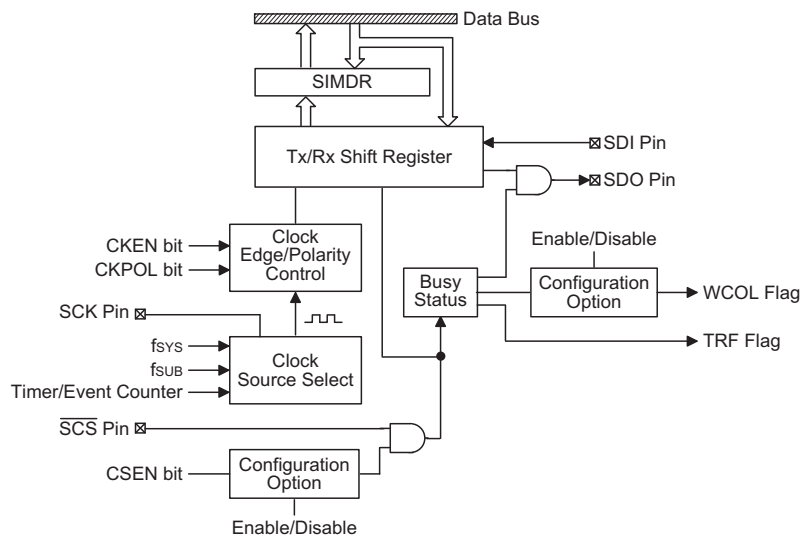 Data Bus
SIMDR
Tx/Rx Shift Register
SDI Pin
SDO Pin
CKEN bit
CKPOL bit
Clock
Edge/Polarity
Control
Enable/Disable
Busy
Status
Configuration
Option
WCOL Flag
SCK Pin
TRF Flag
fSYS
fSUB
Timer/Event Counter
Clock
Source Select
SCS Pin
CSEN bit
Configuration
Option
Enable/Disable